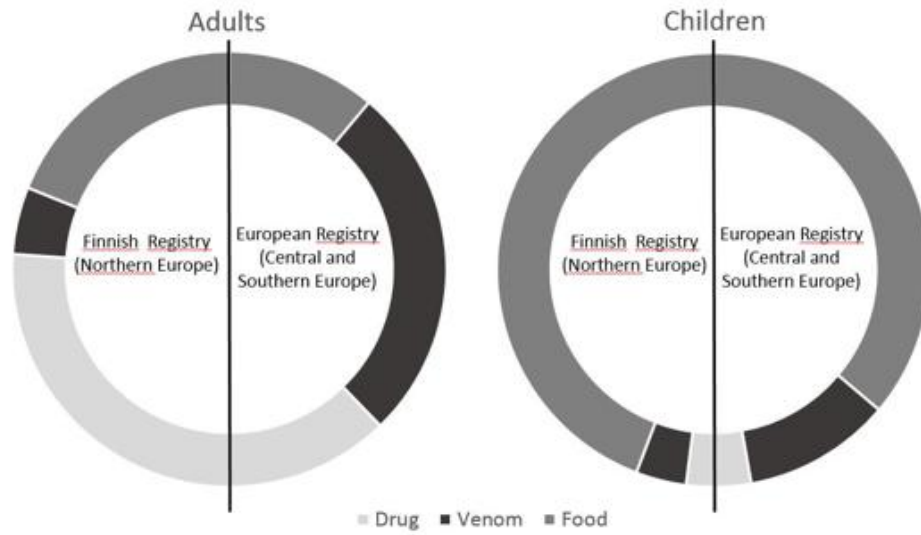 Adults
Children
Finnish Registry
(Northern Europe)
European Registry
(Central and
Southern Europe)
Finnish Registry
(Northern Europe)
European Registry
(Central and
Southern Europe)
Drug Venom Food